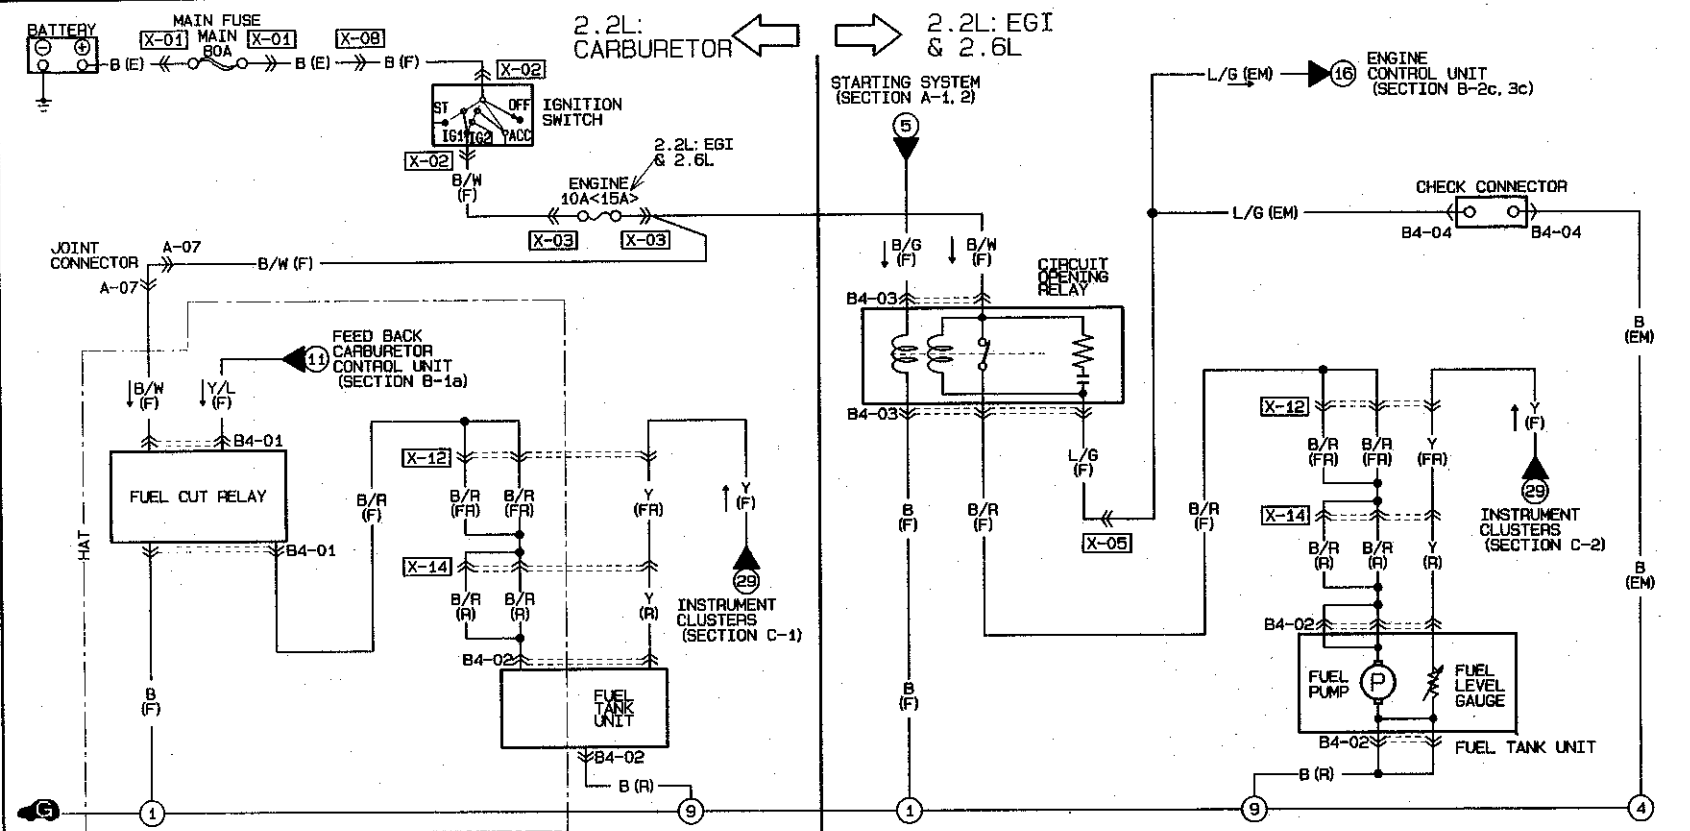 2.2L:
CARBURETOR
2.2L: EGI
& 2.6L
BATTERY
MAIN FUSE
MAIN
80A
X-01
X-01
X-08
B (E)
B (E)
B (F)
X-02
ST
OFF
IG1
IG2
ACC
IGNITION
SWITCH
X-02
B/W
(F)
2.2L: EGI
& 2.6L
ENGINE
10A<15A>
X-03
X-03
JOINT
CONNECTOR
A-07
A-07
B/W (F)
FEED BACK
CARBURETOR
CONTROL UNIT
(SECTION B-1a)
11
B/W
(F)
Y/L
(F)
B4-01
FUEL CUT RELAY
B4-01
HAT
B
(F)
B/R
(F)
X-12
B/R
(FR)
B/R
(FR)
Y
(FR)
Y
(F)
X-14
B/R
(R)
B/R
(R)
Y
(R)
29
INSTRUMENT
CLUSTERS
(SECTION C-1)
B4-02
FUEL
TANK
UNIT
B4-02
B (R)
G
1
9
STARTING SYSTEM
(SECTION A-1, 2)
5
B/G
(F)
B/W
(F)
CIRCUIT
OPENING
RELAY
B4-03
B4-03
L/G
(F)
X-05
B
(F)
B/R
(F)
B/R
(F)
B
(F)
L/G (EM)
16
ENGINE
CONTROL UNIT
(SECTION B-2c, 3c)
CHECK CONNECTOR
L/G (EM)
B4-04
B4-04
B
(EM)
B
(EM)
X-12
B/R
(FR)
B/R
(FR)
Y
(FR)
Y
(F)
X-14
B/R
(R)
B/R
(R)
Y
(R)
29
INSTRUMENT
CLUSTERS
(SECTION C-2)
B4-02
FUEL
PUMP
P
FUEL
LEVEL
GAUGE
B4-02
FUEL TANK UNIT
B (R)
1
9
4